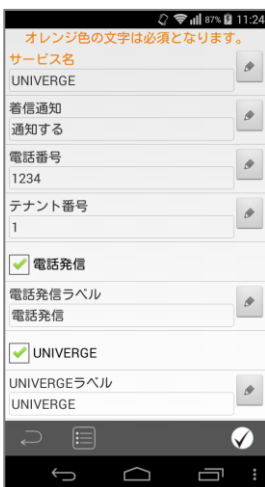 87% 11:24
オレンジ色の文字は必須となります。
サービス名
UNIVERGE
着信通知
通知する
電話番号
1234
テナント番号
1
電話発信
電話発信ラベル
電話発信
UNIVERGE
UNIVERGEラベル
UNIVERGE